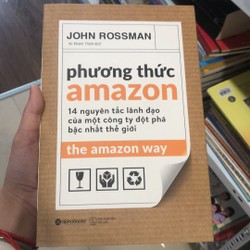 JOHN ROSSMAN
phương thức
amazon
14 nguyên tắc lãnh đạo
của một công ty đột phá
bậc nhất thế giới
the amazon way